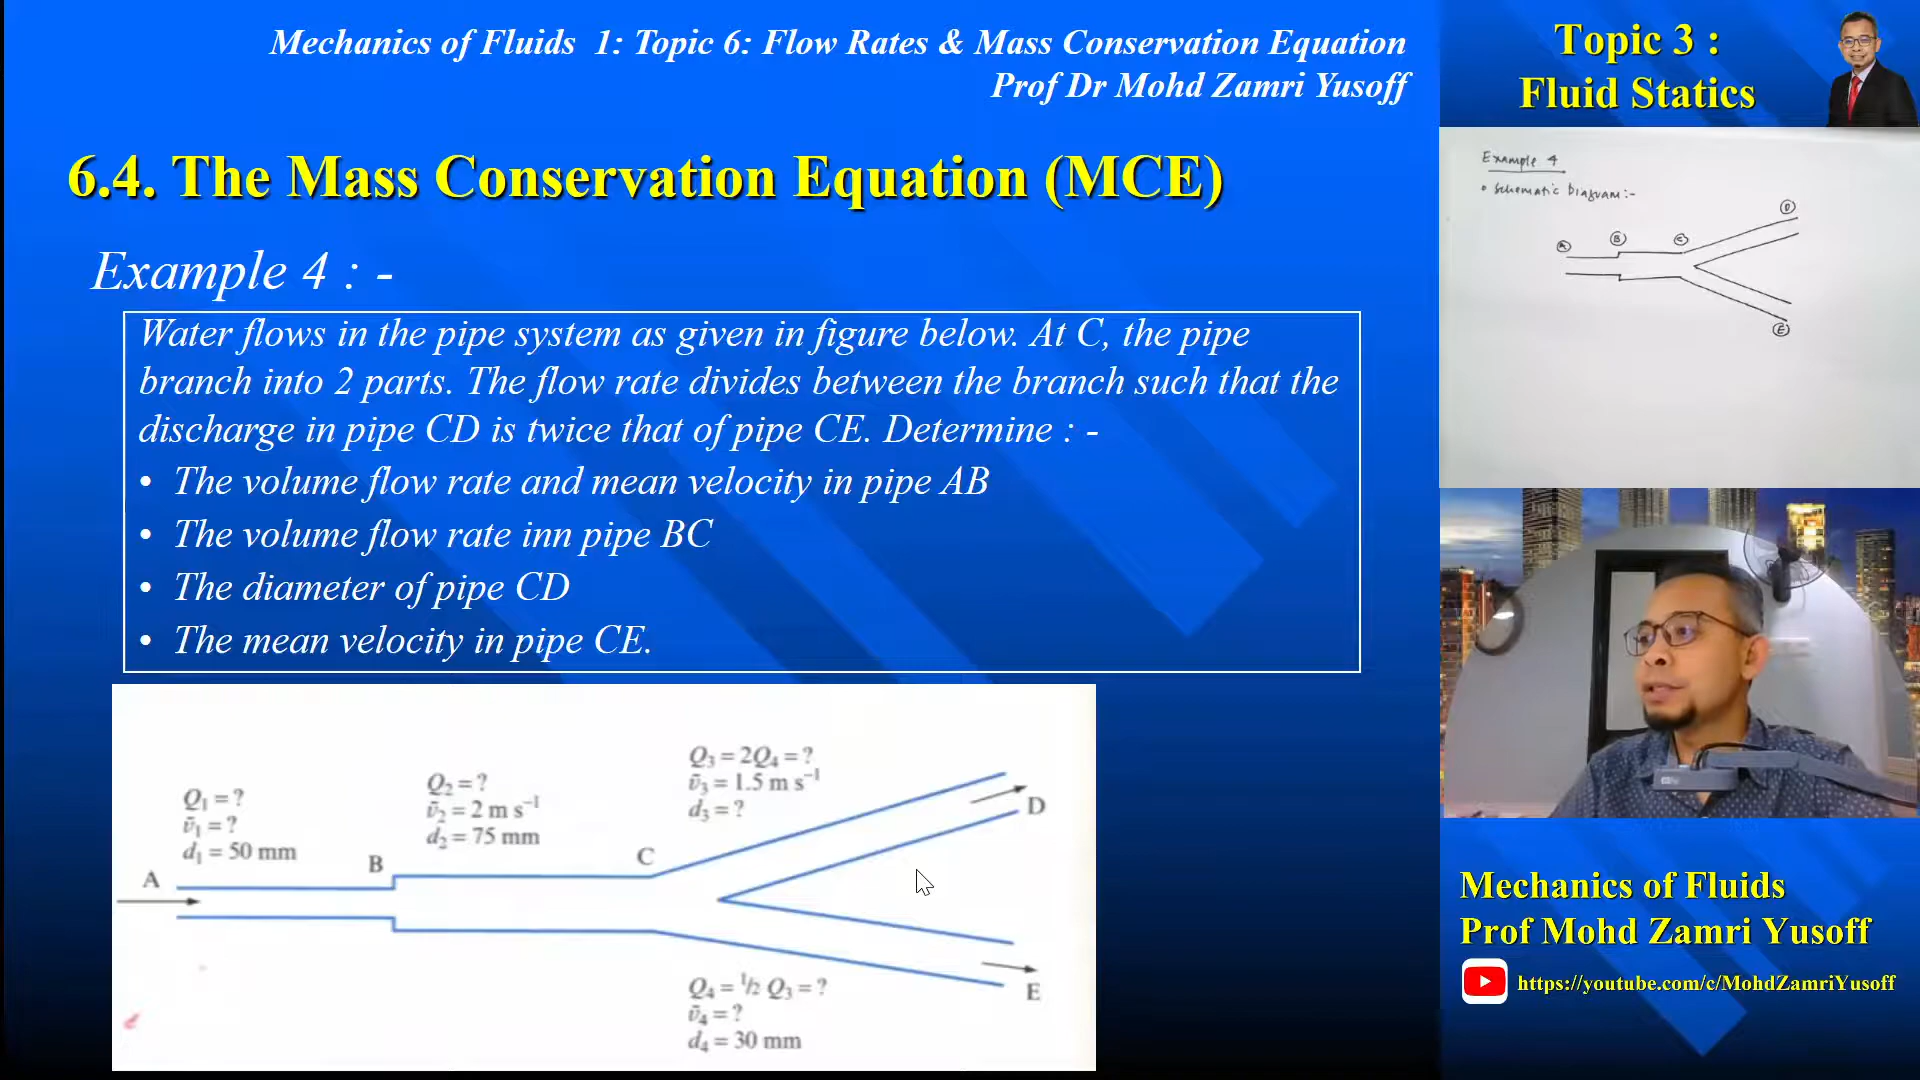 Mechanics of Fluids 1: Topic 6: Flow Rates & Mass Conservation Equation
Prof Dr Mohd Zamri Yusoff
6.4. The Mass Conservation Equation (MCE)
Example 4 : -
Water flows in the pipe system as given in figure below. At C, the pipe
branch into 2 parts. The flow rate divides between the branch such that the
discharge in pipe CD is twice that of pipe CE. Determine : -
• The volume flow rate and mean velocity in pipe AB
• The volume flow rate inn pipe BC
• The diameter of pipe CD
• The mean velocity in pipe CE.
Q₁ = ?
v̄₁ = ?
d₁ = 50 mm
Q₂ = ?
v̄₂ = 2 m s⁻¹
d₂ = 75 mm
Q₃ = 2Q₄ = ?
v̄₃ = 1.5 m s⁻¹
d₃ = ?
A
B
C
D
E
Q₄ = ½ Q₃ = ?
v̄₄ = ?
d₄ = 30 mm
Topic 3 :
Fluid Statics
Example 4
• Schematic Diagram:-
A
B
C
D
E
Mechanics of Fluids
Prof Mohd Zamri Yusoff
https://youtube.com/c/MohdZamriYusoff